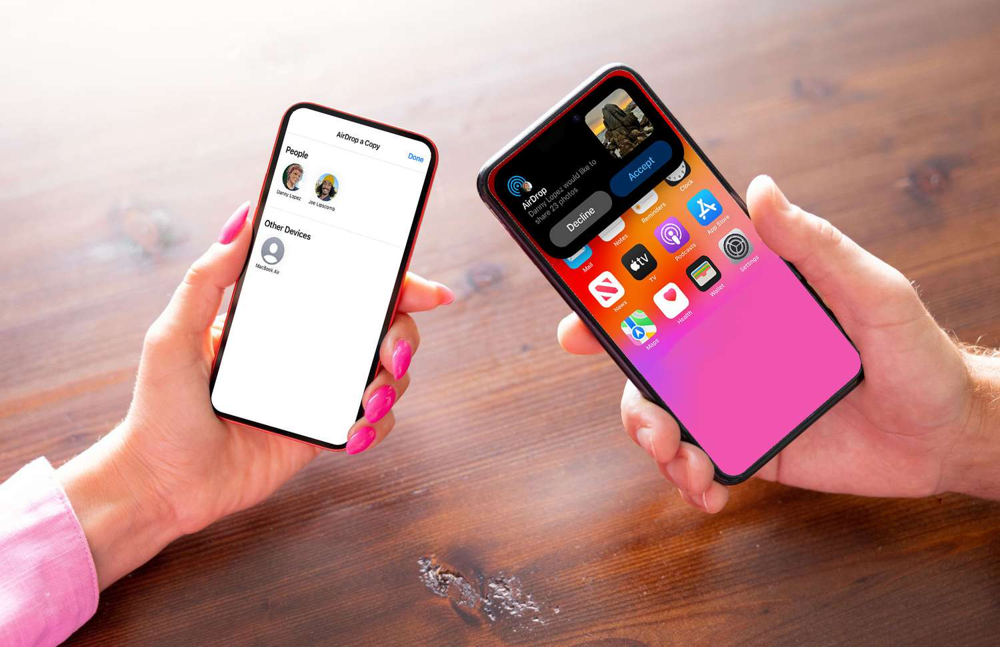 AirDrop a Copy
Done
People
Danny Lopez
Joe Lipscomb
Other Devices
MacBook Air
AirDrop
Danny Lopez would like to
share 23 photos
Decline
Accept
Clock
Reminders
Notes
Mail
App Store
Podcasts
tv
TV
News
Settings
Wallet
Health
Maps